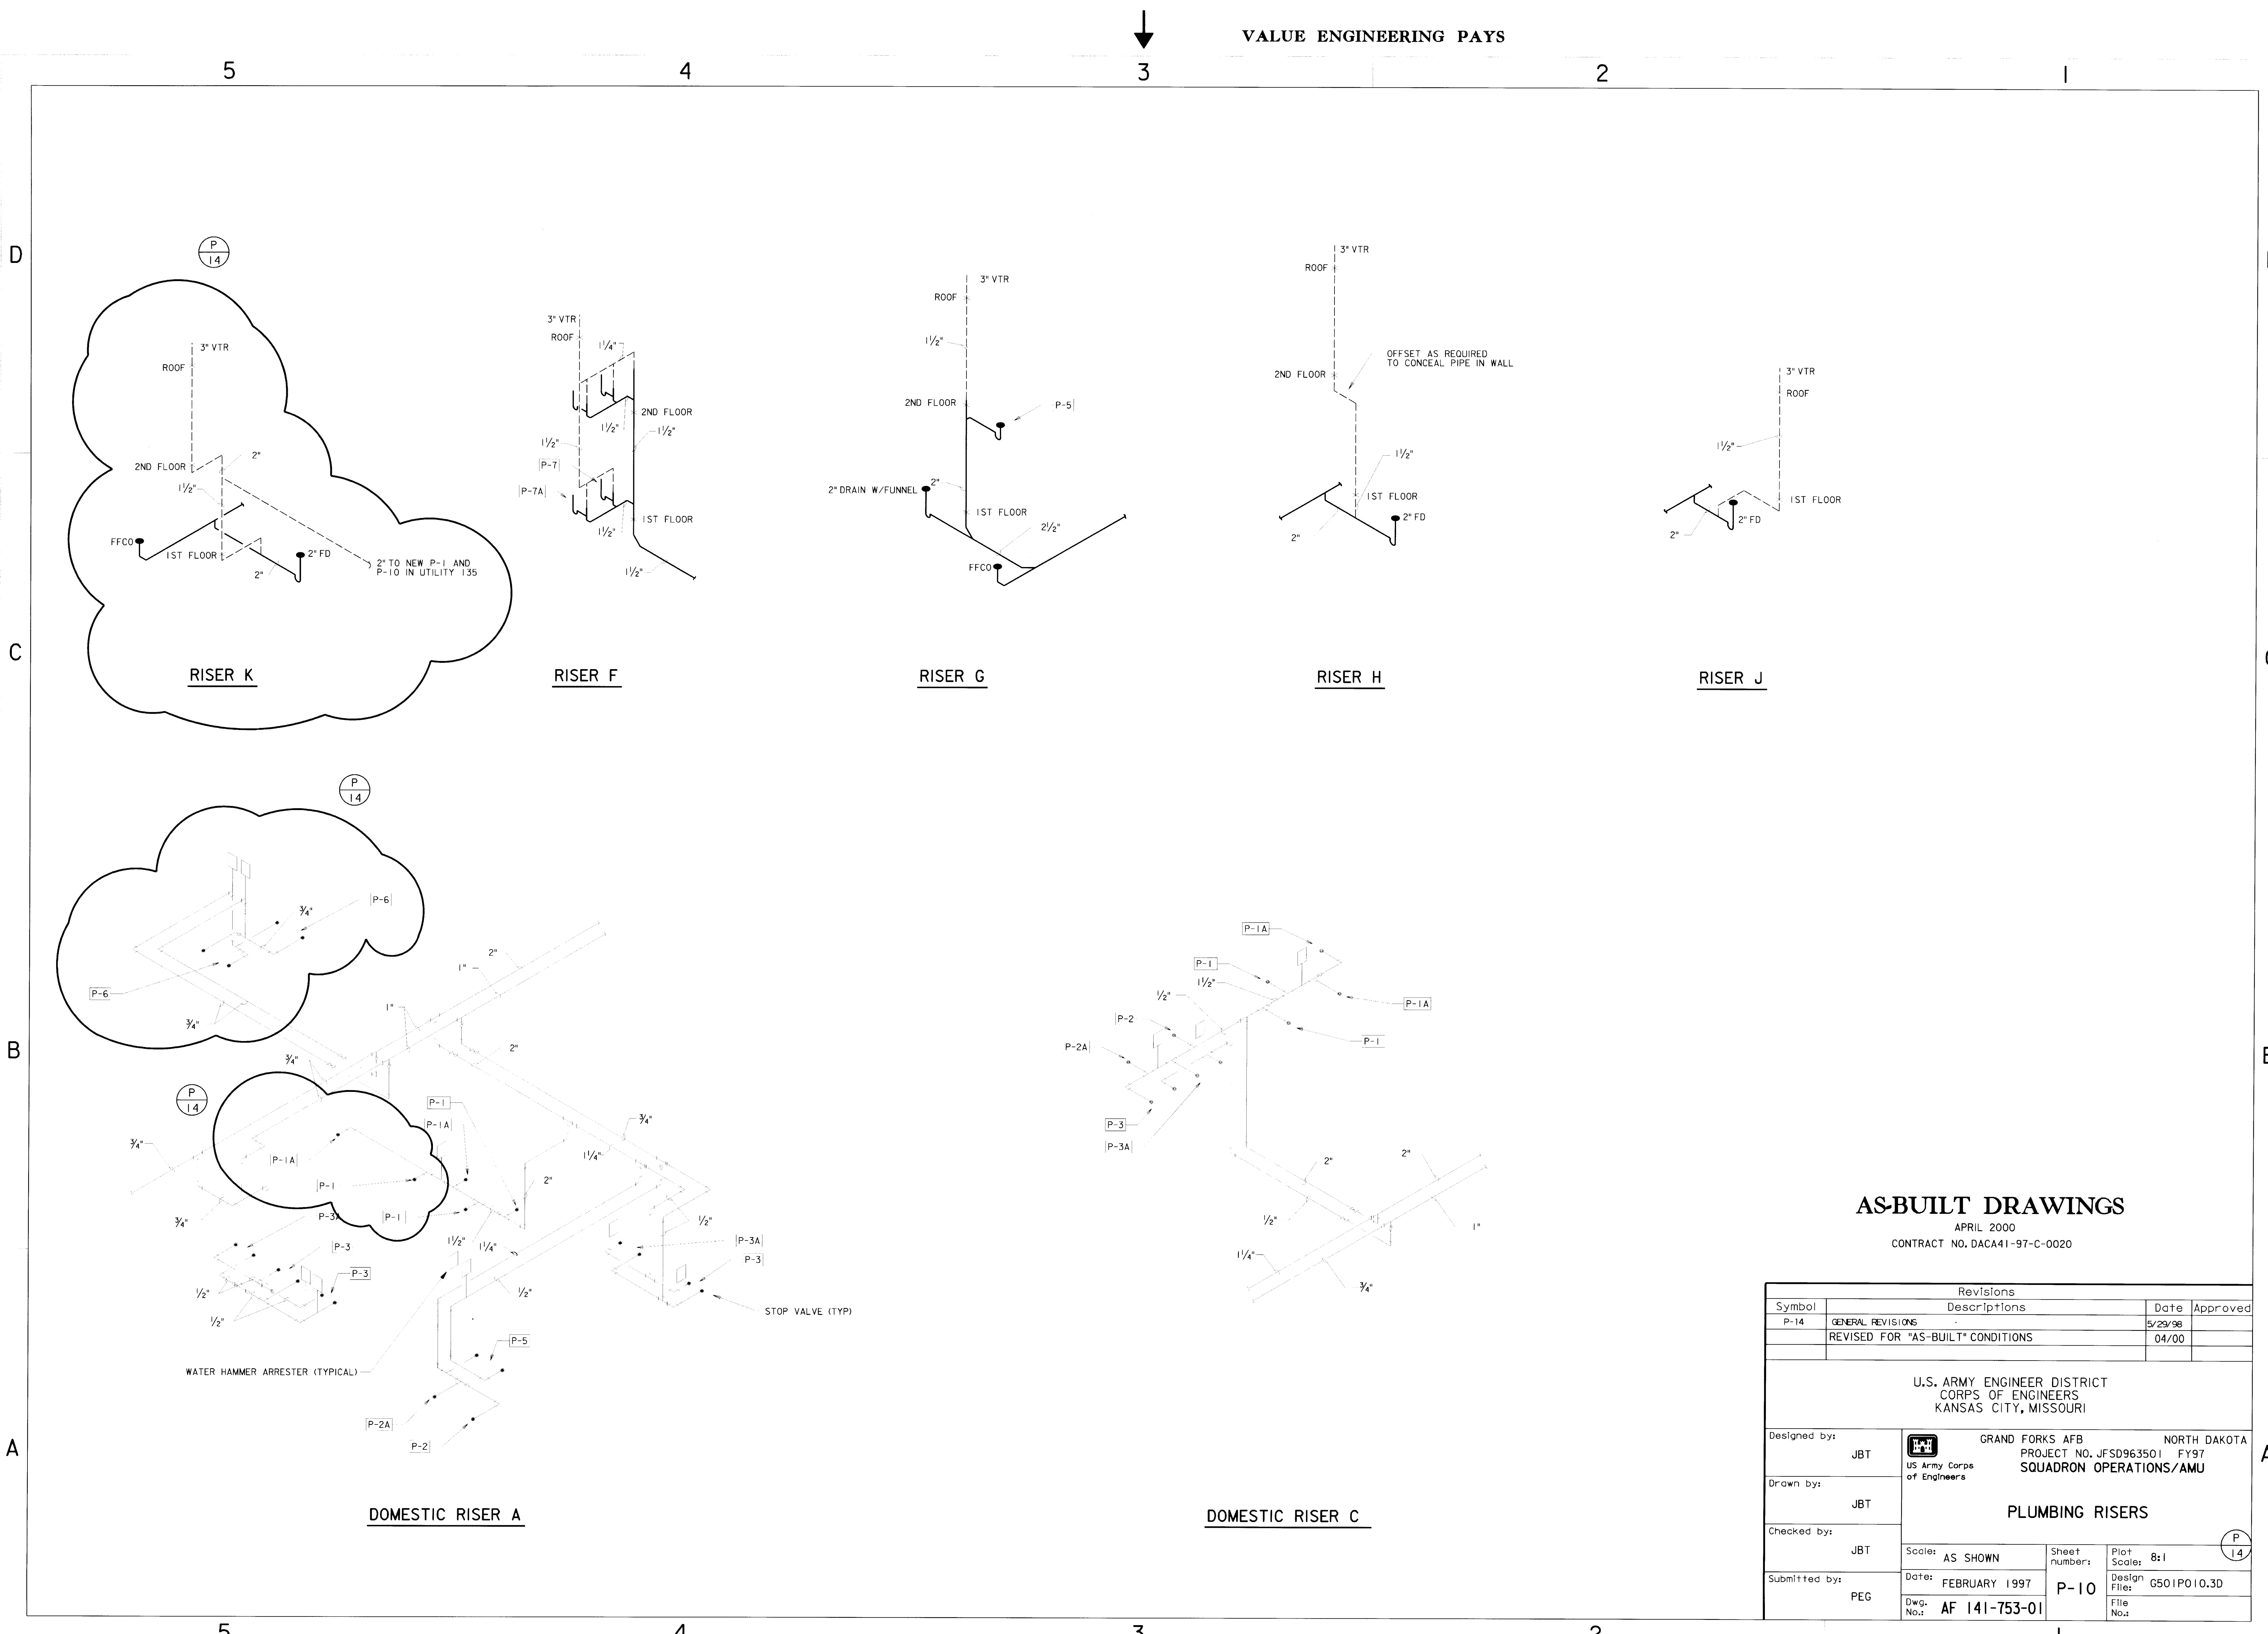 VALUE ENGINEERING PAYS
5 4 3 2 1
D
P
14
3" VTR
ROOF
2ND FLOOR
2"
1½"
FFCO
1ST FLOOR
2" FD
2"
2" TO NEW P-1 AND
P-10 IN UTILITY 135
RISER K
3" VTR
ROOF
1¼"
2ND FLOOR
1½"
1½"
1½"
P-7
P-7A
1ST FLOOR
1½"
1½"
RISER F
3" VTR
ROOF
1½"
2ND FLOOR
P-5
2" DRAIN W/FUNNEL
2"
1ST FLOOR
2½"
FFCO
RISER G
3" VTR
ROOF
OFFSET AS REQUIRED
TO CONCEAL PIPE IN WALL
2ND FLOOR
1½"
1ST FLOOR
2" FD
2"
RISER H
3" VTR
ROOF
1½"
1ST FLOOR
2" FD
2"
RISER J
C
P
14
P-6
¾"
P-6
¾"
2"
1"
1"
2"
¾"
B
P
14
P-1
P-1A
¾"
¾"
P-1A
1¼"
P-1
2"
¾"
P-3A
P-1
½"
1½"
1¼"
P-3A
P-3
P-3
P-3
½"
½"
½"
STOP VALVE (TYP)
P-5
WATER HAMMER ARRESTER (TYPICAL)
P-2A
P-2
DOMESTIC RISER A
P-1A
P-1
1½"
½"
P-1A
P-2
P-1
P-2A
P-3
P-3A
2"
2"
½"
1"
1¼"
¾"
DOMESTIC RISER C
A
AS-BUILT DRAWINGS
APRIL 2000
CONTRACT NO. DACA41-97-C-0020
Revisions
Symbol Descriptions Date Approved
P-14 GENERAL REVISIONS 5/29/98
REVISED FOR "AS-BUILT" CONDITIONS 04/00
U.S. ARMY ENGINEER DISTRICT
CORPS OF ENGINEERS
KANSAS CITY, MISSOURI
Designed by:
JBT
Drawn by:
JBT
Checked by:
JBT
Submitted by:
PEG
US Army Corps
of Engineers
GRAND FORKS AFB NORTH DAKOTA
PROJECT NO. JFSD963501 FY97
SQUADRON OPERATIONS/AMU
PLUMBING RISERS
P
14
Scale: AS SHOWN
Sheet number: P-10
Plot Scale: 8:1
Date: FEBRUARY 1997
Design File: G501P010.3D
Dwg. No.: AF 141-753-01
File No.:
5 4 3 2 1